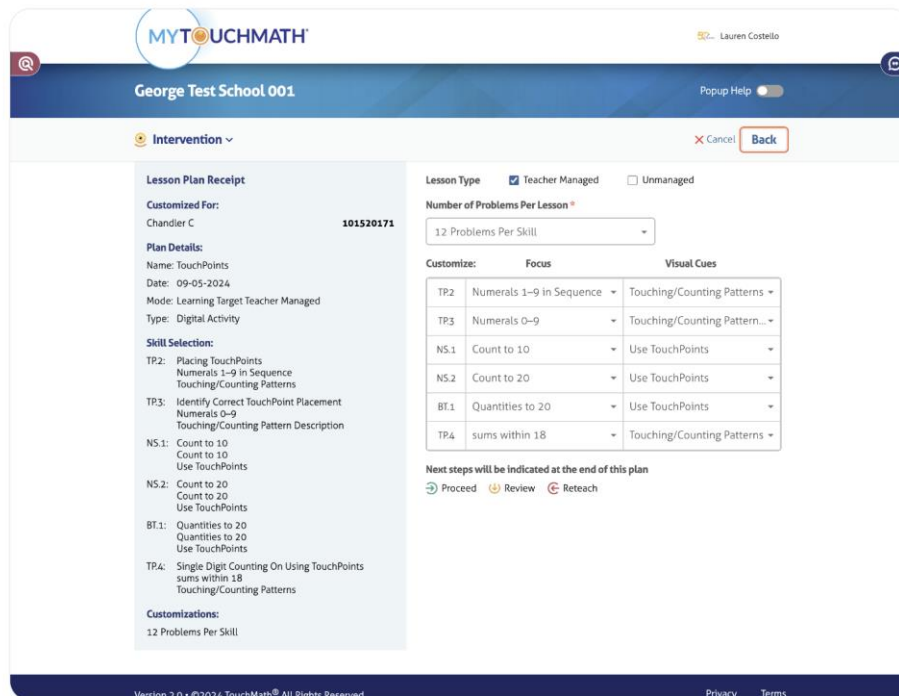 MYTOUCHMATH®
Lauren Costello
George Test School 001
Popup Help
Intervention
Cancel
Back
Lesson Plan Receipt
Customized For:
Chandler C 101520171
Plan Details:
Name: TouchPoints
Date: 09-05-2024
Mode: Learning Target Teacher Managed
Type: Digital Activity
Skill Selection:
TP.2: Placing TouchPoints
Numerals 1–9 in Sequence
Touching/Counting Patterns
TP.3: Identify Correct TouchPoint Placement
Numerals 0–9
Touching/Counting Pattern Description
NS.1: Count to 10
Count to 10
Use TouchPoints
NS.2: Count to 20
Count to 20
Use TouchPoints
BT.1: Quantities to 20
Quantities to 20
Use TouchPoints
TP.4: Single Digit Counting On Using TouchPoints
sums within 18
Touching/Counting Patterns
Customizations:
12 Problems Per Skill
Lesson Type Teacher Managed Unmanaged
Number of Problems Per Lesson *
12 Problems Per Skill
Customize: Focus Visual Cues
TP.2 Numerals 1–9 in Sequence Touching/Counting Patterns
TP.3 Numerals 0–9 Touching/Counting Pattern...
NS.1 Count to 10 Use TouchPoints
NS.2 Count to 20 Use TouchPoints
BT.1 Quantities to 20 Use TouchPoints
TP.4 sums within 18 Touching/Counting Patterns
Next steps will be indicated at the end of this plan
Proceed Review Reteach
Version 2.0 • ©2024 TouchMath® All Rights Reserved
Privacy Terms